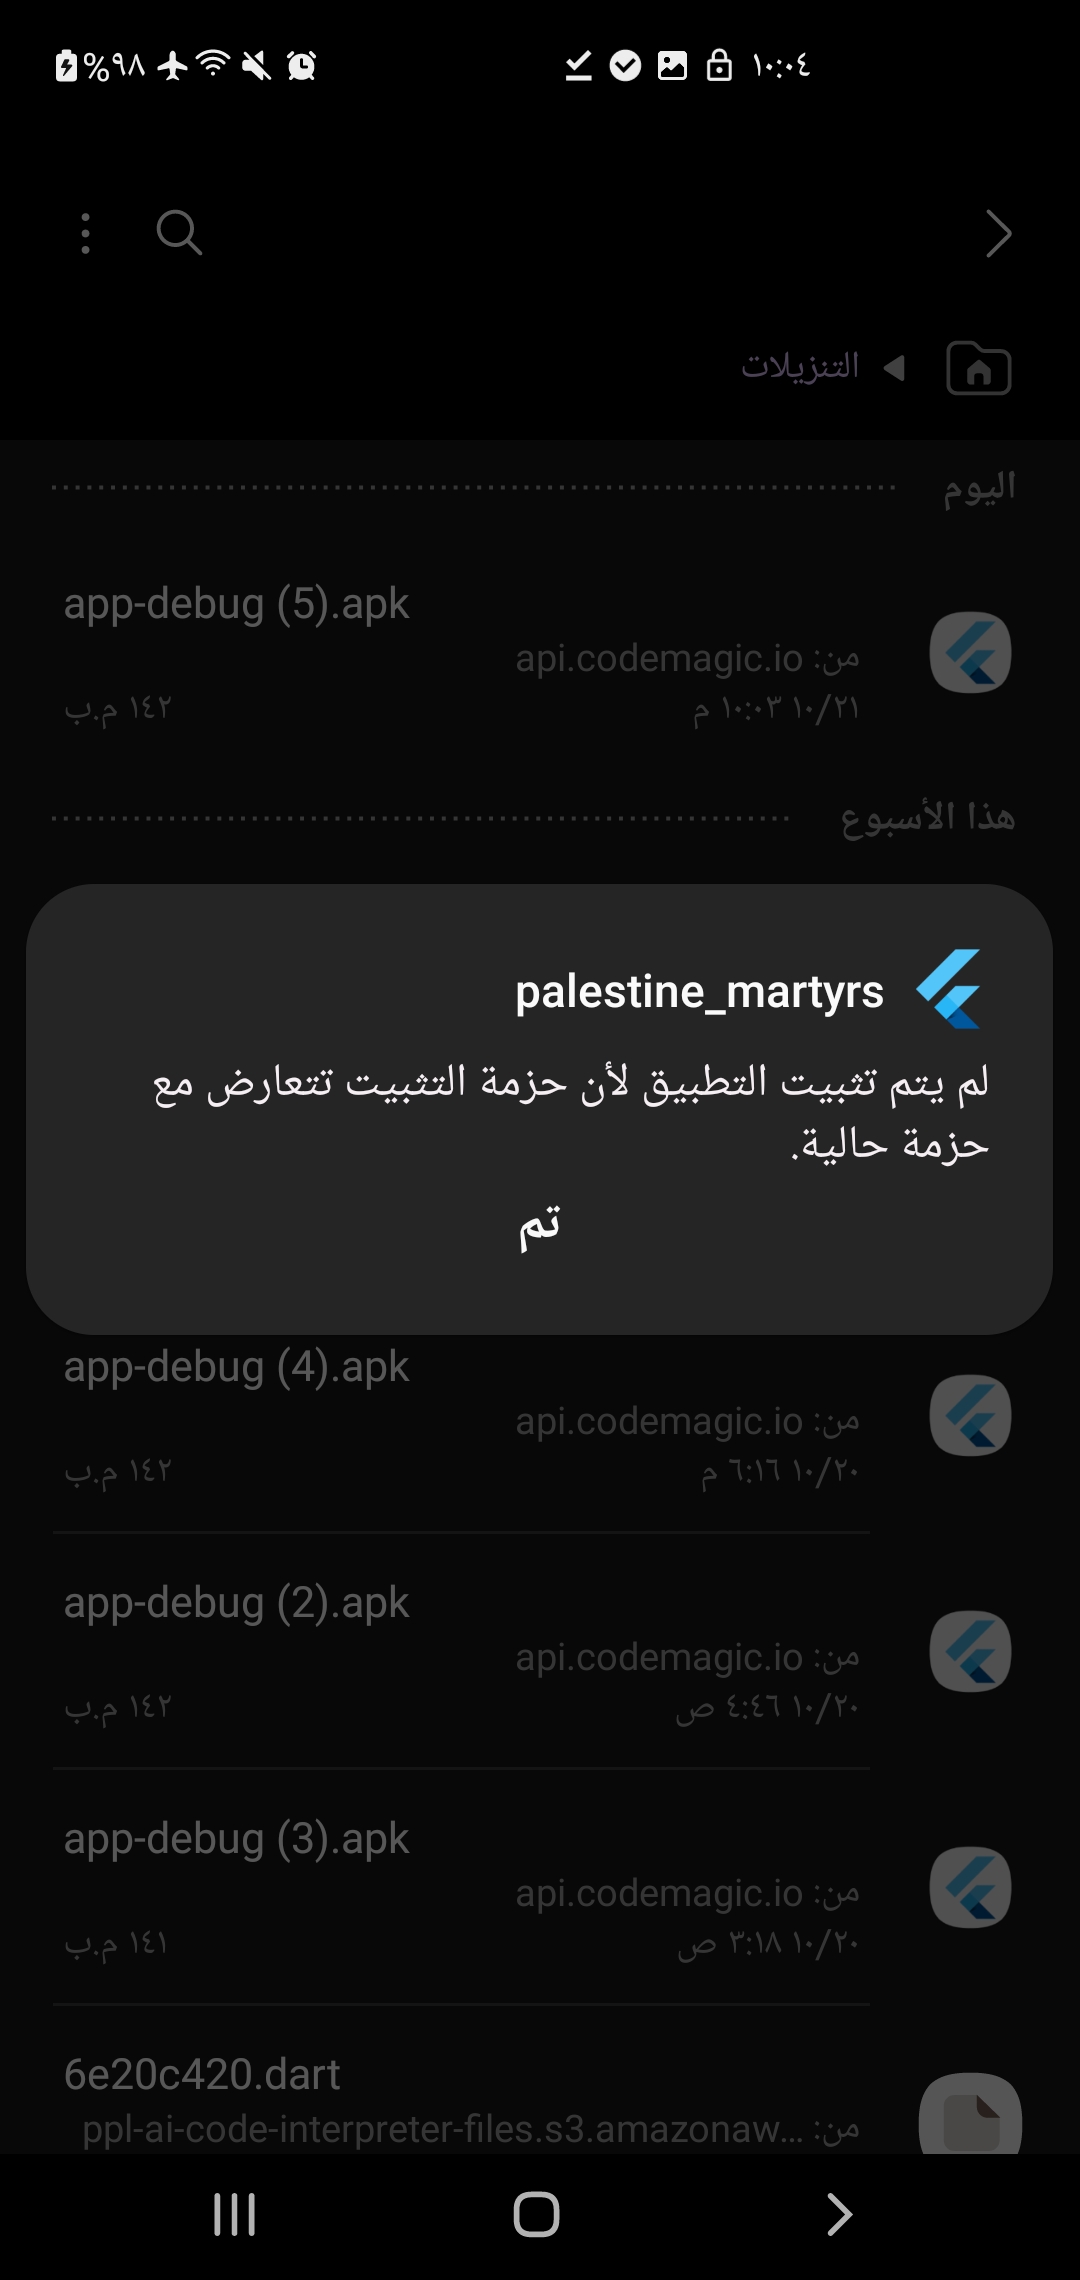 ١٠:٠٤
%٩٨
التنزيلات
اليوم
app-debug (5).apk
من: api.codemagic.io
١٠/٢١ ١٠:٠٣ م
١٤٢ م.ب
هذا الأسبوع
palestine_martyrs
لم يتم تثبيت التطبيق لأن حزمة التثبيت تتعارض مع
حزمة حالية.
تم
app-debug (4).apk
من: api.codemagic.io
١٠/٢٠ ٦:١٦ م
١٤٢ م.ب
app-debug (2).apk
من: api.codemagic.io
١٠/٢٠ ٤:٤٦ ص
١٤٢ م.ب
app-debug (3).apk
من: api.codemagic.io
١٠/٢٠ ٣:١٨ ص
١٤١ م.ب
6e20c420.dart
من: ppl-ai-code-interpreter-files.s3.amazonaw...